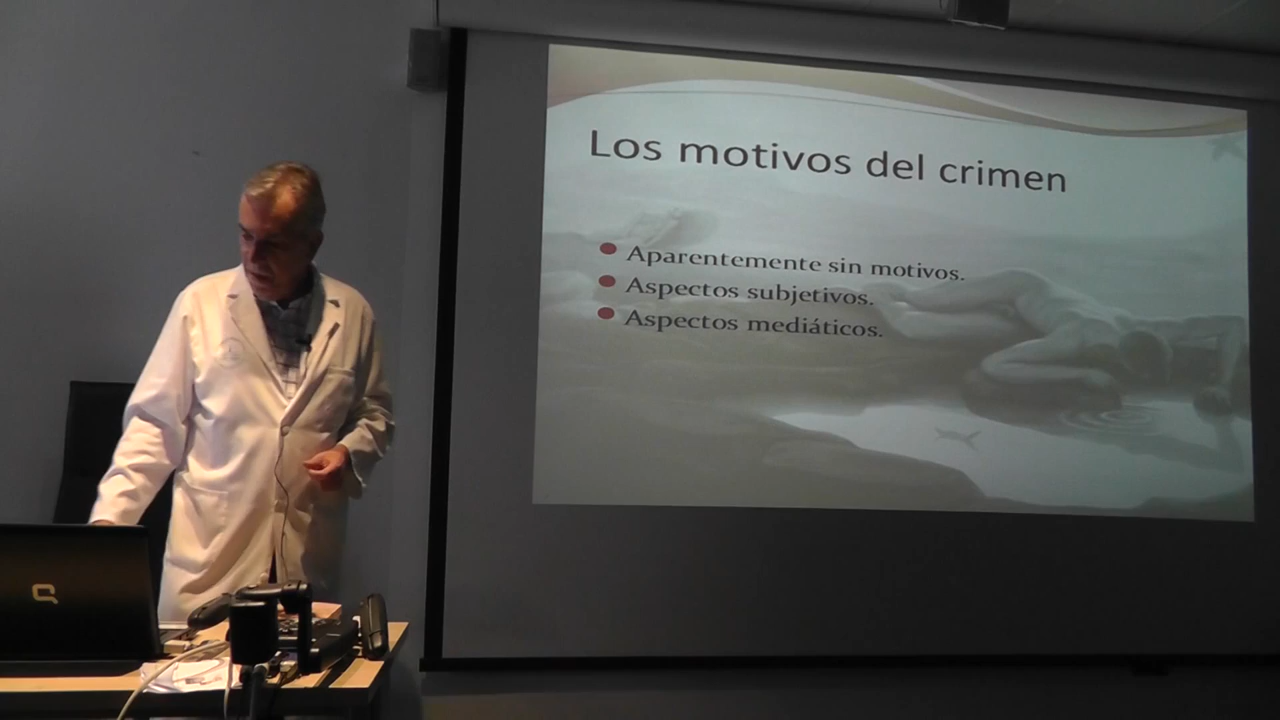 Los motivos del crimen
Aparentemente sin motivos.
Aspectos subjetivos.
Aspectos mediáticos.